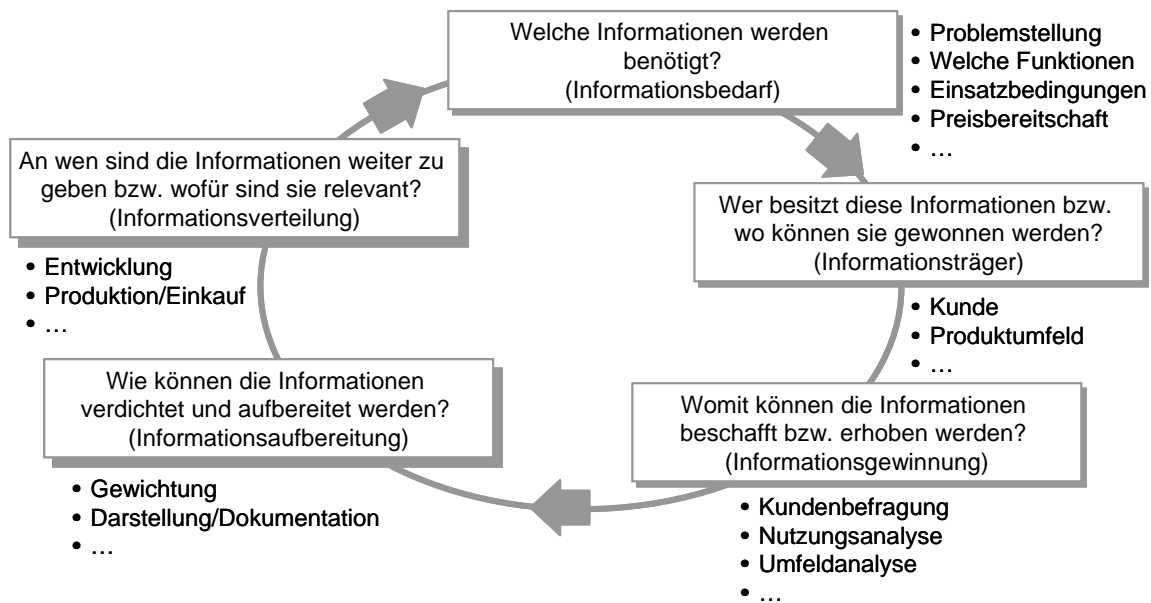 Welche Informationen werden
benötigt?
(Informationsbedarf)
• Problemstellung
• Welche Funktionen
• Einsatzbedingungen
• Preisbereitschaft
• …
Wer besitzt diese Informationen bzw.
wo können sie gewonnen werden?
(Informationsträger)
• Kunde
• Produktumfeld
• …
Womit können die Informationen
beschafft bzw. erhoben werden?
(Informationsgewinnung)
• Kundenbefragung
• Nutzungsanalyse
• Umfeldanalyse
• …
Wie können die Informationen
verdichtet und aufbereitet werden?
(Informationsaufbereitung)
• Gewichtung
• Darstellung/Dokumentation
• …
An wen sind die Informationen weiter zu
geben bzw. wofür sind sie relevant?
(Informationsverteilung)
• Entwicklung
• Produktion/Einkauf
• …